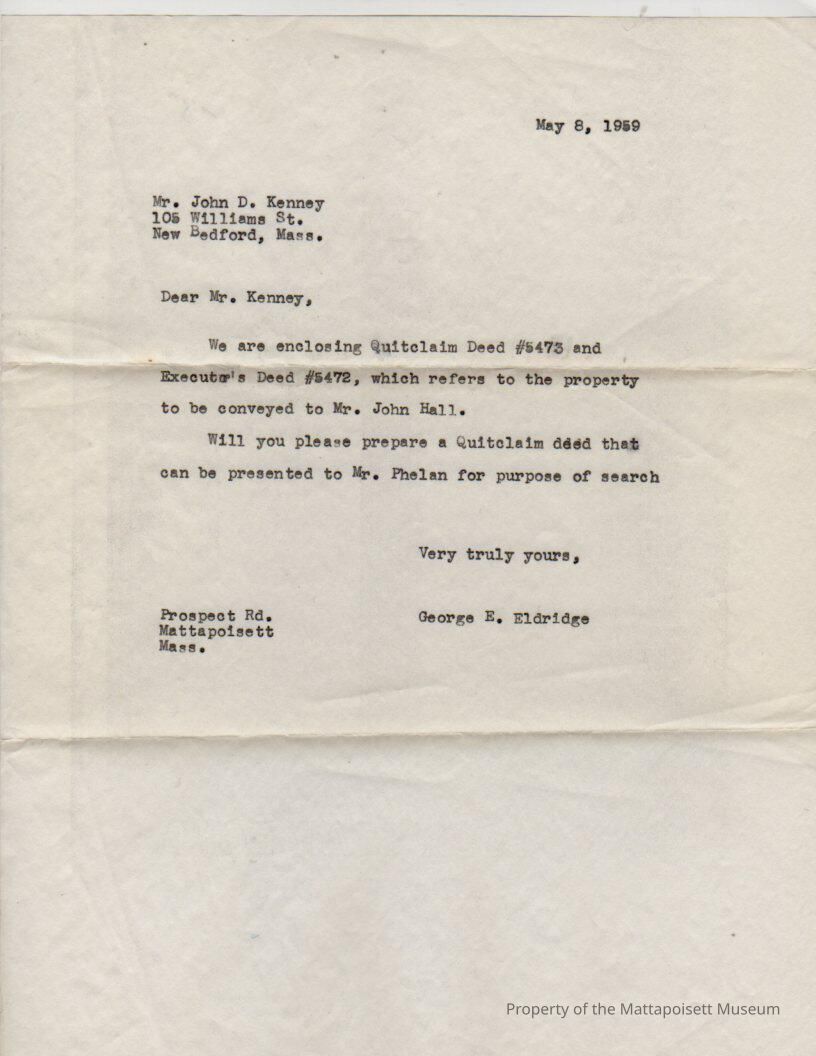 May 8, 1959
Mr. John D. Kenney
105 Williams St.
New Bedford, Mass.
Dear Mr. Kenney,
We are enclosing Quitclaim Deed #5473 and
Executor's Deed #5472, which refers to the property
to be conveyed to Mr. John Hall.
Will you please prepare a Quitclaim deed that
can be presented to Mr. Phelan for purpose of search
Very truly yours,
Prospect Rd. George E. Eldridge
Mattapoisett
Mass.
Property of the Mattapoisett Museum